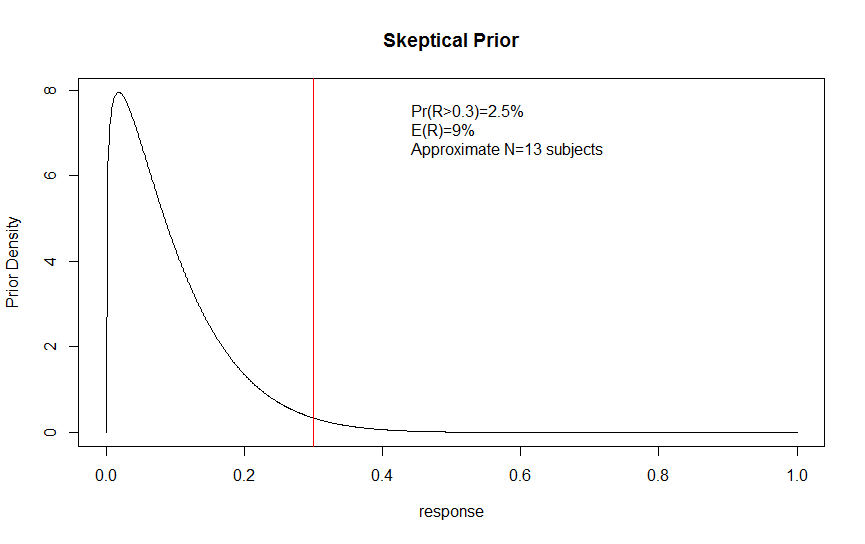 Skeptical Prior
Pr(R>0.3)=2.5%
E(R)=9%
Approximate N=13 subjects
Prior Density
8
6
4
2
0
0.0 0.2 0.4 0.6 0.8 1.0
response